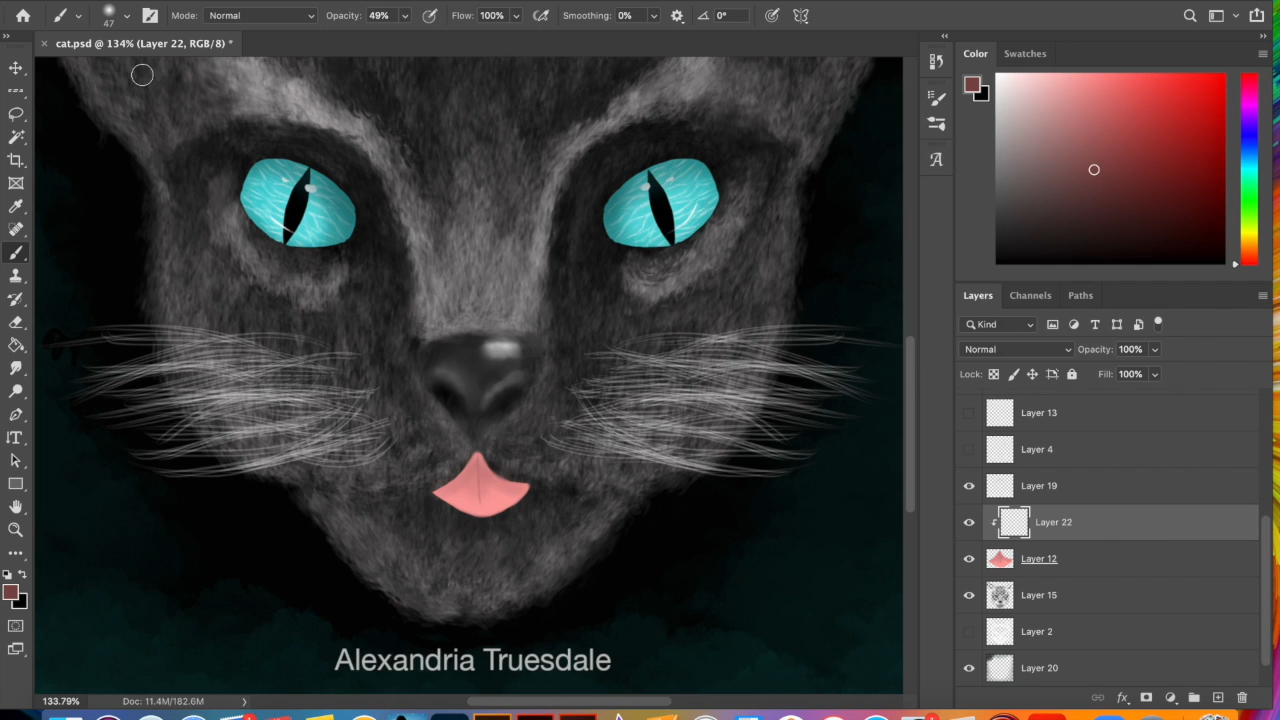 47
Mode: Normal Opacity: 49% Flow: 100% Smoothing: 0% 0°
cat.psd @ 134% (Layer 22, RGB/8) *
Color Swatches
Layers Channels Paths
Kind
Normal Opacity: 100%
Lock: Fill: 100%
Layer 13
Layer 4
Layer 19
Layer 22
Layer 12
Layer 15
Layer 2
Layer 20
Alexandria Truesdale
133.79% Doc: 11.4M/182.6M